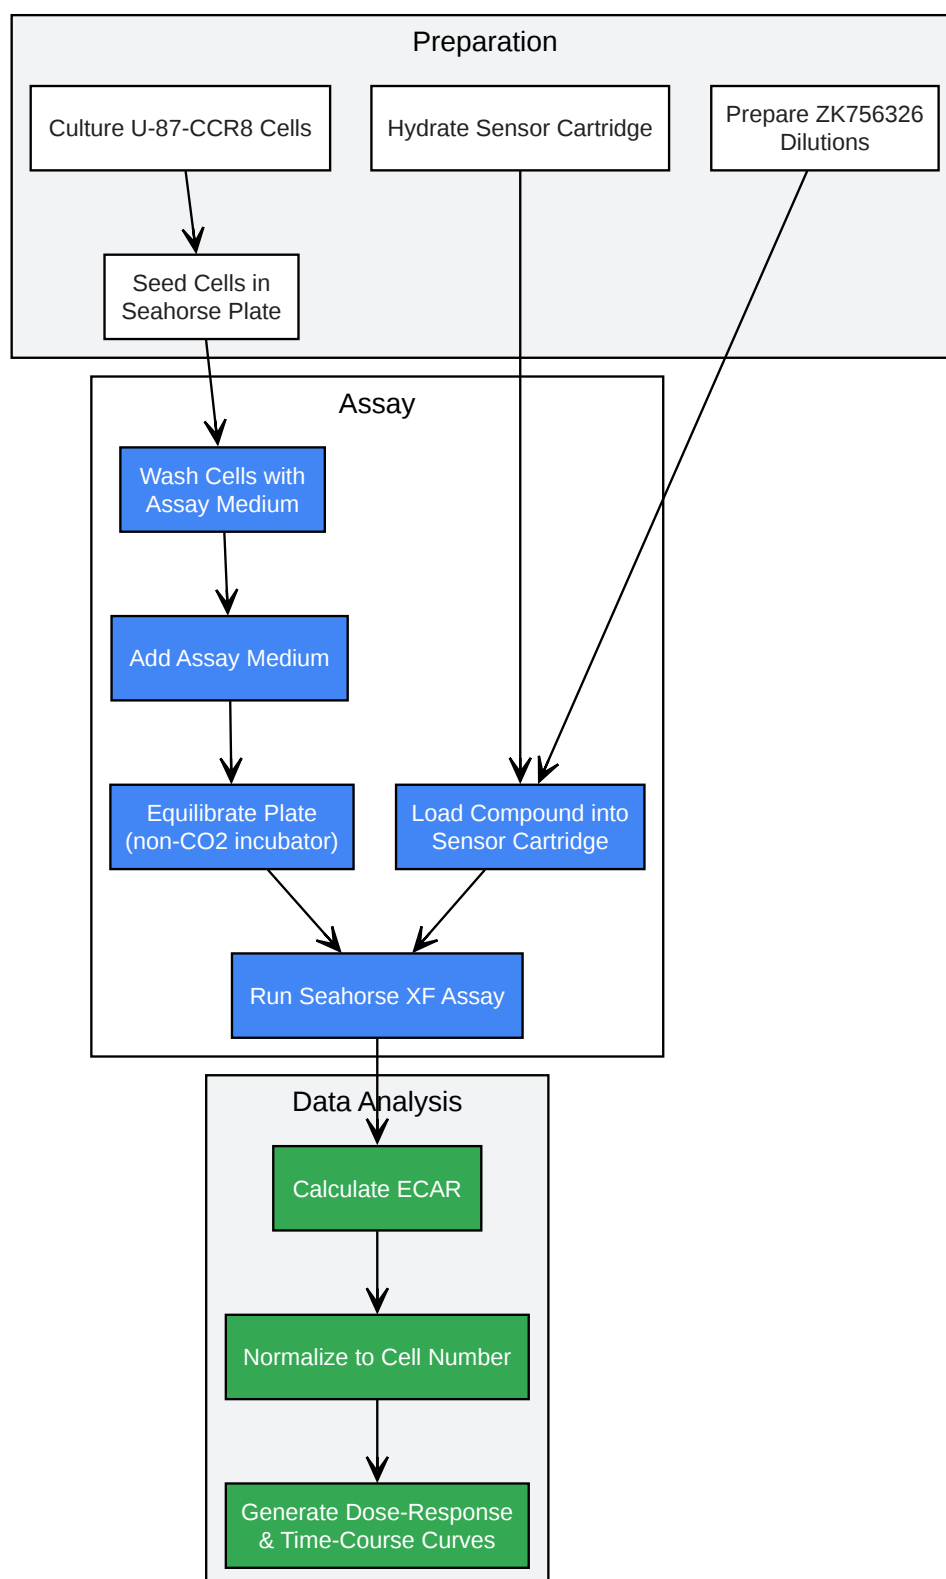 Preparation
Culture U-87-CCR8 Cells
Hydrate Sensor Cartridge
Prepare ZK756326
Dilutions
Seed Cells in
Seahorse Plate
Assay
Wash Cells with
Assay Medium
Add Assay Medium
Equilibrate Plate
(non-CO2 incubator)
Load Compound into
Sensor Cartridge
Run Seahorse XF Assay
Data Analysis
Calculate ECAR
Normalize to Cell Number
Generate Dose-Response
& Time-Course Curves